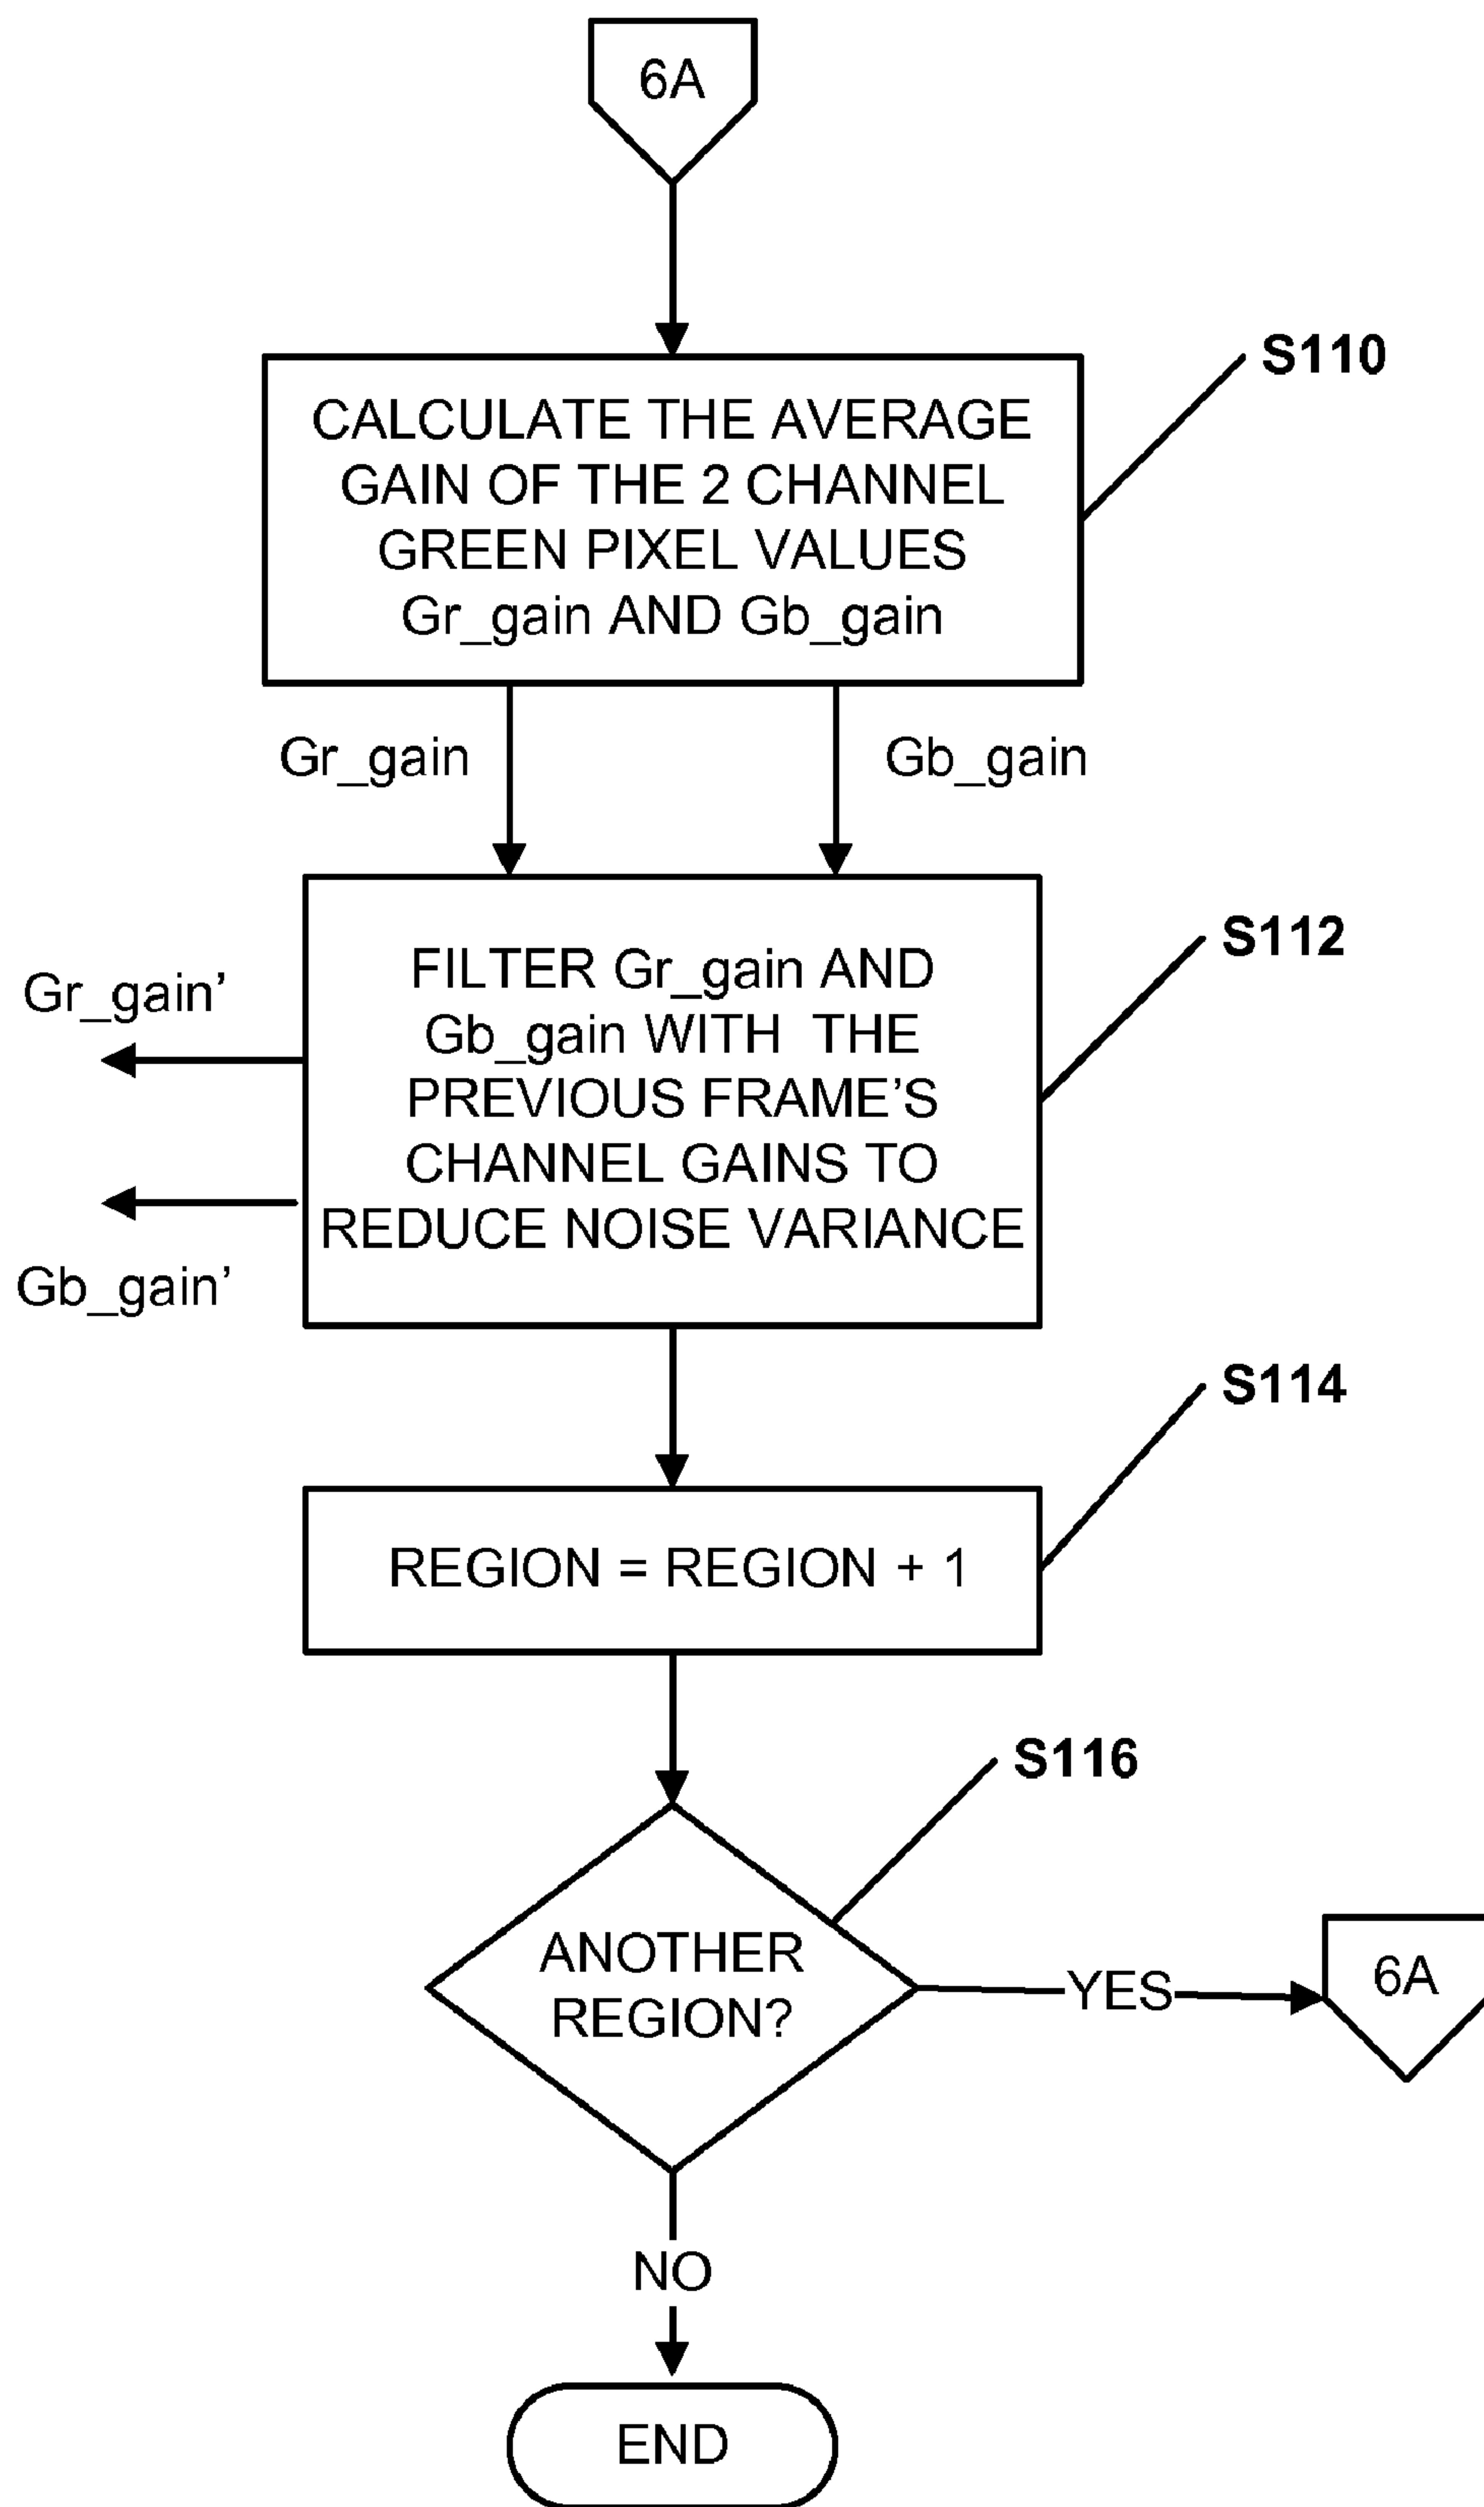 6A
S110
CALCULATE THE AVERAGE
GAIN OF THE 2 CHANNEL
GREEN PIXEL VALUES
Gr_gain AND Gb_gain
Gr_gain
Gb_gain
S112
FILTER Gr_gain AND
Gb_gain WITH THE
PREVIOUS FRAME'S
CHANNEL GAINS TO
REDUCE NOISE VARIANCE
Gr_gain'
Gb_gain'
S114
REGION = REGION + 1
S116
ANOTHER
REGION?
YES
6A
NO
END